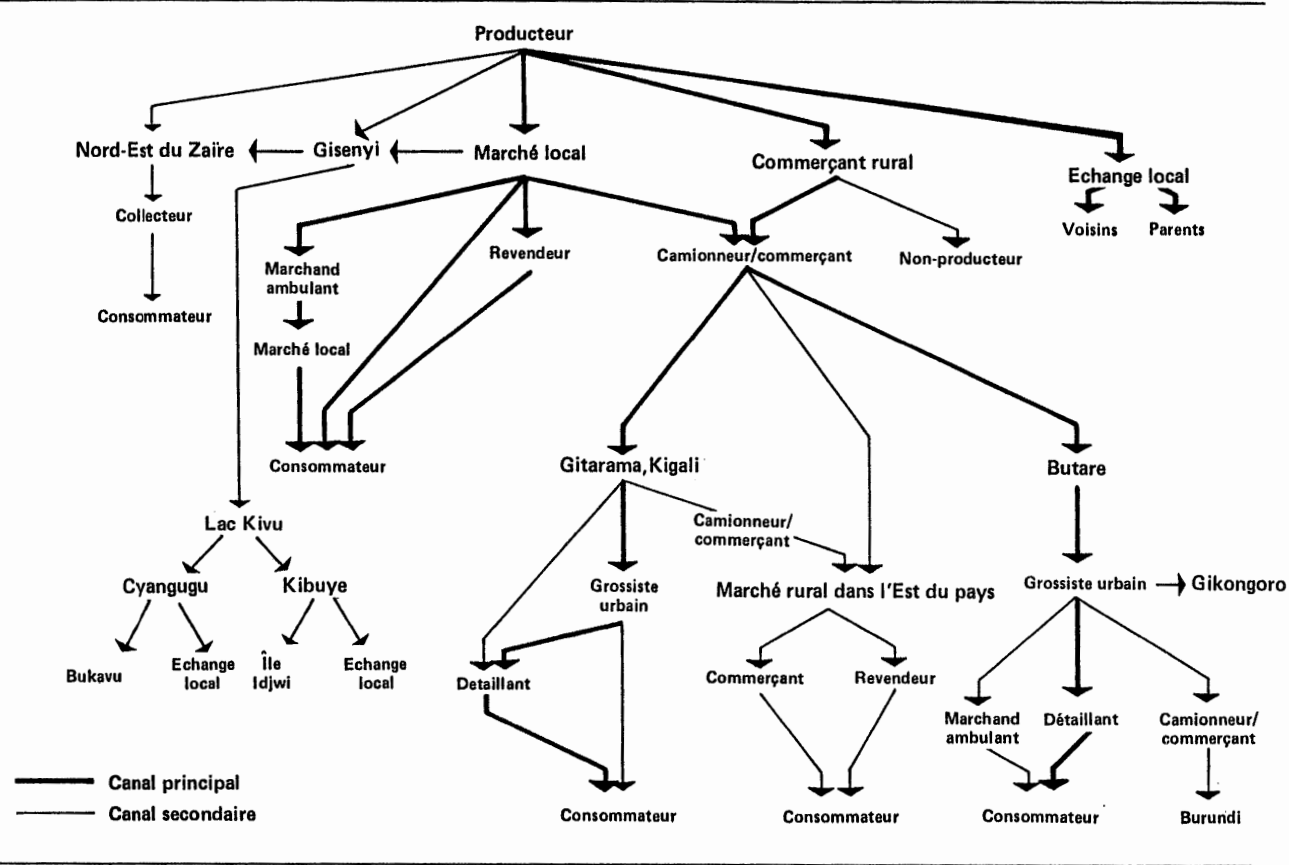 Producteur
Nord-Est du Zaïre
Gisenyi
Marché local
Commerçant rural
Echange local
Voisins
Parents
Collecteur
Consommateur
Marchand
ambulant
Marché local
Revendeur
Camionneur/commerçant
Non-producteur
Consommateur
Gitarama, Kigali
Butare
Lac Kivu
Cyangugu
Kibuye
Bukavu
Echange
local
Île
Idjwi
Echange
local
Camionneur/
commerçant
Grossiste
urbain
Marché rural dans l'Est du pays
Grossiste urbain
Gikongoro
Detaillant
Commerçant
Revendeur
Marchand
ambulant
Détaillant
Camionneur/
commerçant
Consommateur
Consommateur
Consommateur
Burundi
Canal principal
Canal secondaire